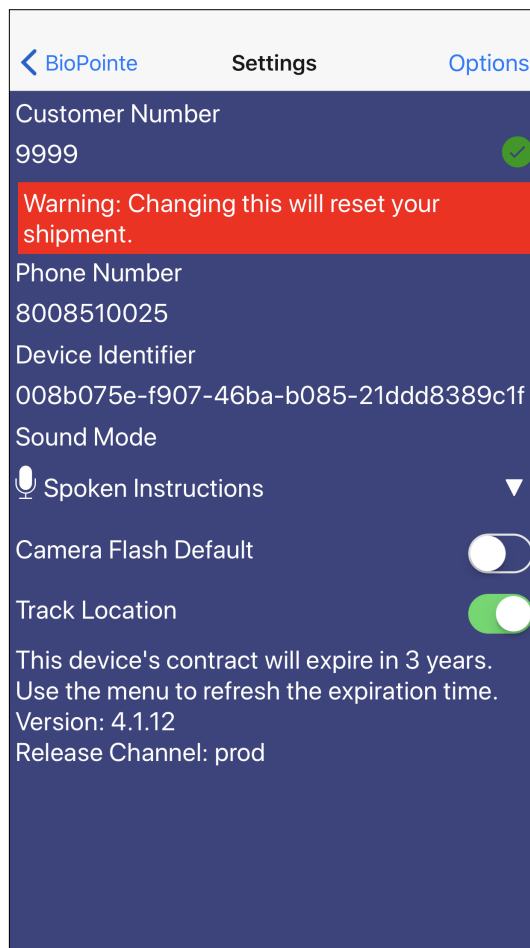 BioPointe Settings Options
Customer Number
9999
Warning: Changing this will reset your
shipment.
Phone Number
8008510025
Device Identifier
008b075e-f907-46ba-b085-21ddd8389c1f
Sound Mode
Spoken Instructions
Camera Flash Default
Track Location
This device's contract will expire in 3 years.
Use the menu to refresh the expiration time.
Version: 4.1.12
Release Channel: prod